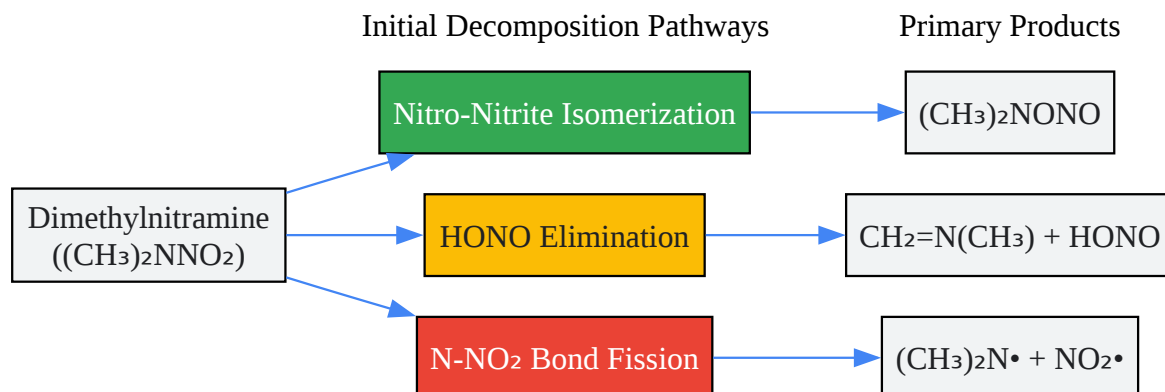 Initial Decomposition Pathways
Primary Products
Nitro-Nitrite Isomerization
(CH₃)₂NONO
Dimethylnitramine
((CH₃)₂NNO₂)
HONO Elimination
CH₂=N(CH₃) + HONO
N-NO₂ Bond Fission
(CH₃)₂N• + NO₂•